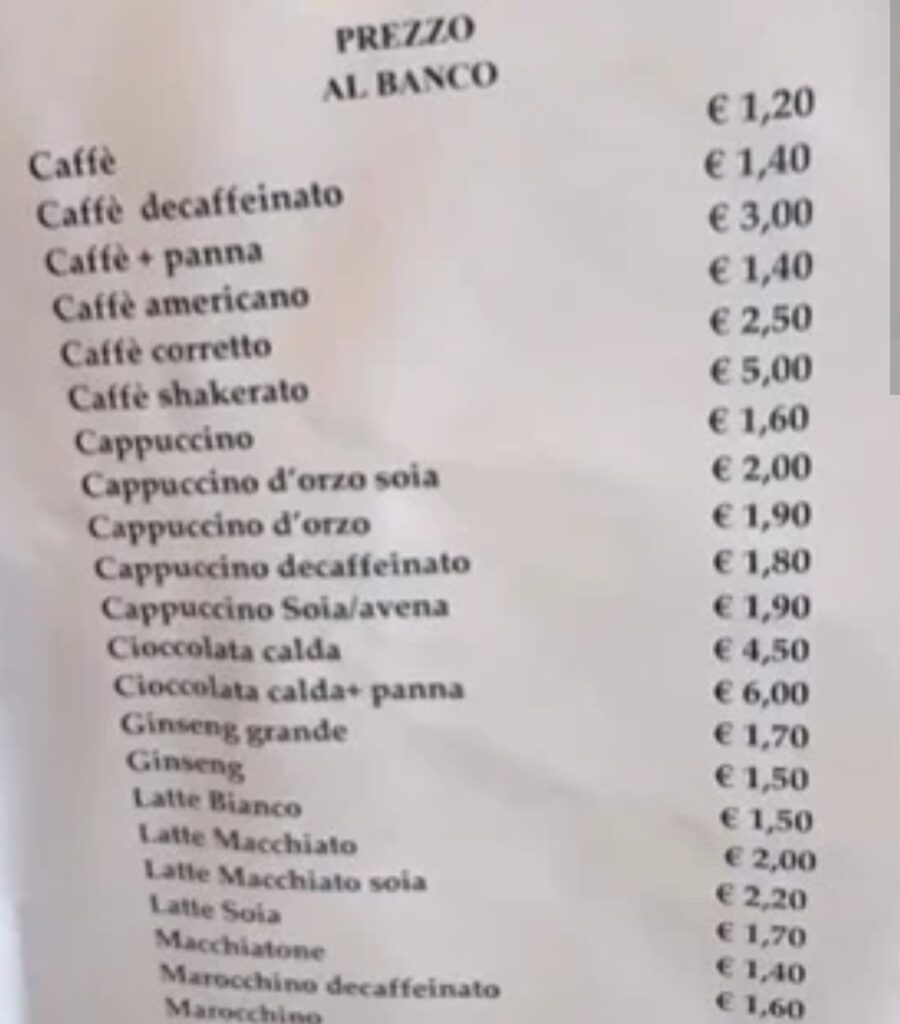 PREZZO
AL BANCO
Caffè € 1,20
Caffè decaffeinato € 1,40
Caffè + panna € 3,00
Caffè americano € 1,40
Caffè corretto € 2,50
Caffè shakerato € 5,00
Cappuccino € 1,60
Cappuccino d'orzo soia € 2,00
Cappuccino d'orzo € 1,90
Cappuccino decaffeinato € 1,80
Cappuccino Soia/avena € 1,90
Cioccolata calda € 4,50
Cioccolata calda+ panna € 6,00
Ginseng grande € 1,70
Ginseng € 1,50
Latte Bianco € 1,50
Latte Macchiato € 2,00
Latte Macchiato soia € 2,20
Latte Soia € 1,70
Macchiatone € 1,40
Marocchino decaffeinato € 1,60
Marocchino